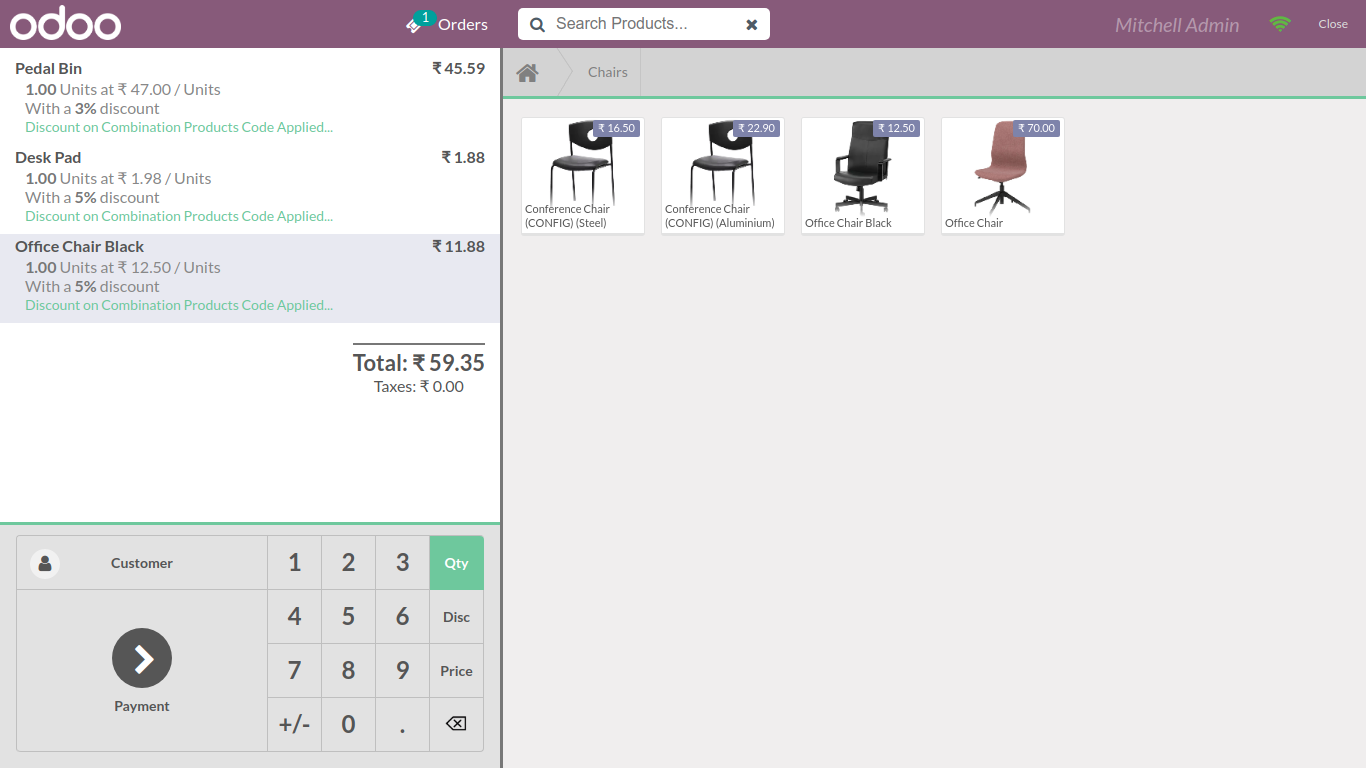 odoo
1
Orders
Search Products...
Mitchell Admin
Close
Pedal Bin ₹ 45.59
1.00 Units at ₹ 47.00 / Units
With a 3% discount
Discount on Combination Products Code Applied...
Desk Pad ₹ 1.88
1.00 Units at ₹ 1.98 / Units
With a 5% discount
Discount on Combination Products Code Applied...
Office Chair Black ₹ 11.88
1.00 Units at ₹ 12.50 / Units
With a 5% discount
Discount on Combination Products Code Applied...
Total: ₹ 59.35
Taxes: ₹ 0.00
Customer
Payment
1 2 3 Qty
4 5 6 Disc
7 8 9 Price
+/- 0 .
Chairs
₹ 16.50
Conference Chair
(CONFIG) (Steel)
₹ 22.90
Conference Chair
(CONFIG) (Aluminium)
₹ 12.50
Office Chair Black
₹ 70.00
Office Chair